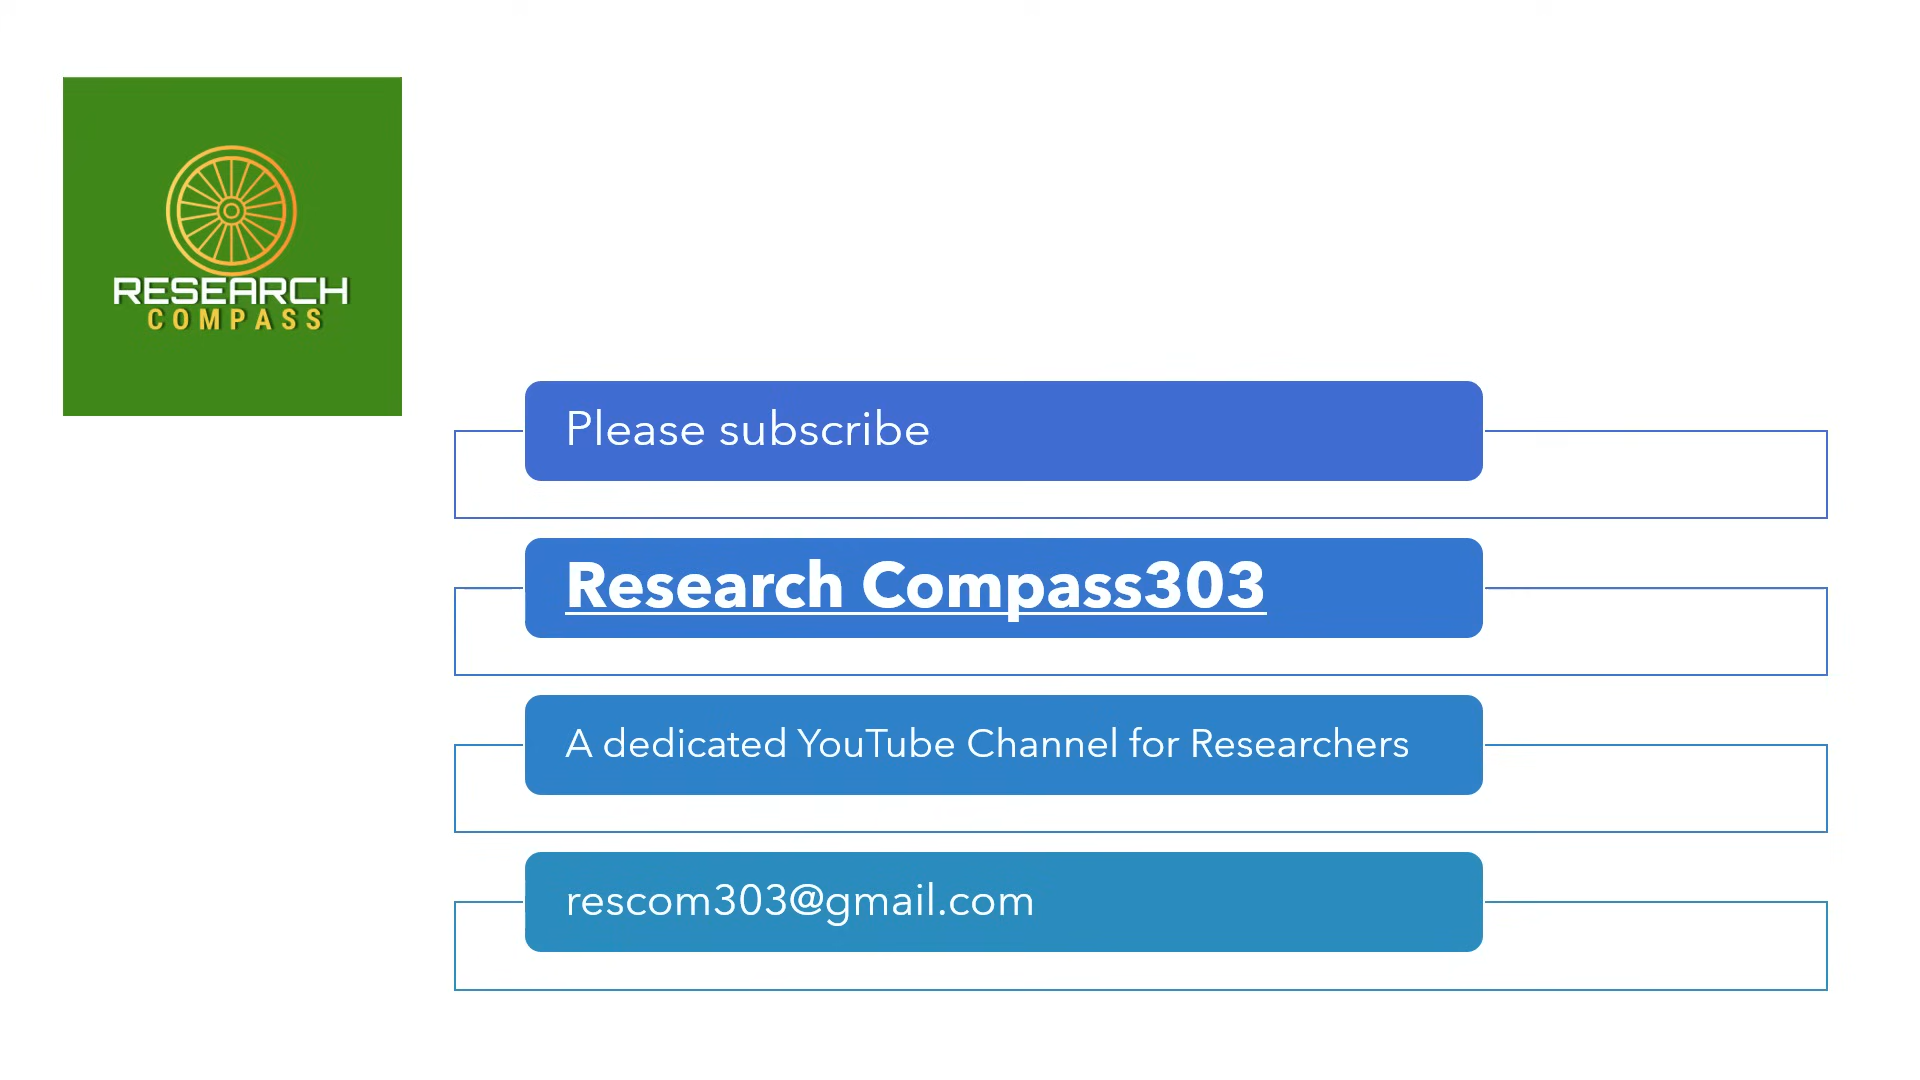 RESEARCH
COMPASS
Please subscribe
Research Compass303
A dedicated YouTube Channel for Researchers
rescom303@gmail.com